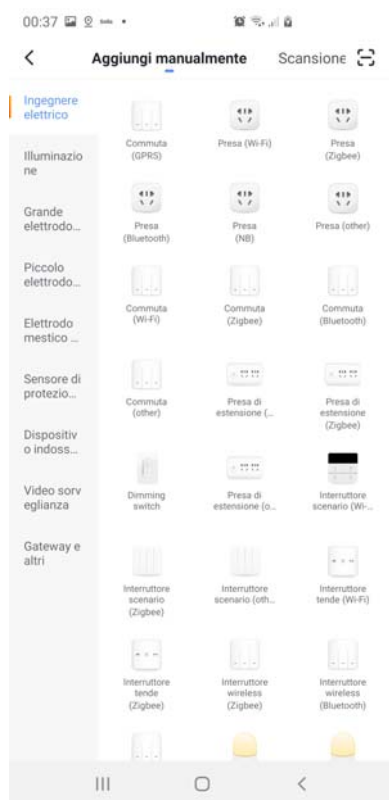 00:37
Aggiungi manualmente
Scansione
Ingegnere
elettrico
Illuminazio
ne
Grande
elettrodo...
Piccolo
elettrodo...
Elettrodo
mestico ...
Sensore di
protezio...
Dispositiv
o indoss...
Video sorv
eglianza
Gateway e
altri
Commuta
(GPRS)
Presa (Wi-Fi)
Presa
(Zigbee)
Presa
(Bluetooth)
Presa
(NB)
Presa (other)
Commuta
(Wi-Fi)
Commuta
(Zigbee)
Commuta
(Bluetooth)
Commuta
(other)
Presa di
estensione (...
Presa di
estensione
(Zigbee)
Dimming
switch
Presa di
estensione (o...
Interruttore
scenario (Wi-...
Interruttore
scenario
(Zigbee)
Interruttore
scenario (oth...
Interruttore
tende (Wi-Fi)
Interruttore
tende
(Zigbee)
Interruttore
wireless
(Zigbee)
Interruttore
wireless
(Bluetooth)